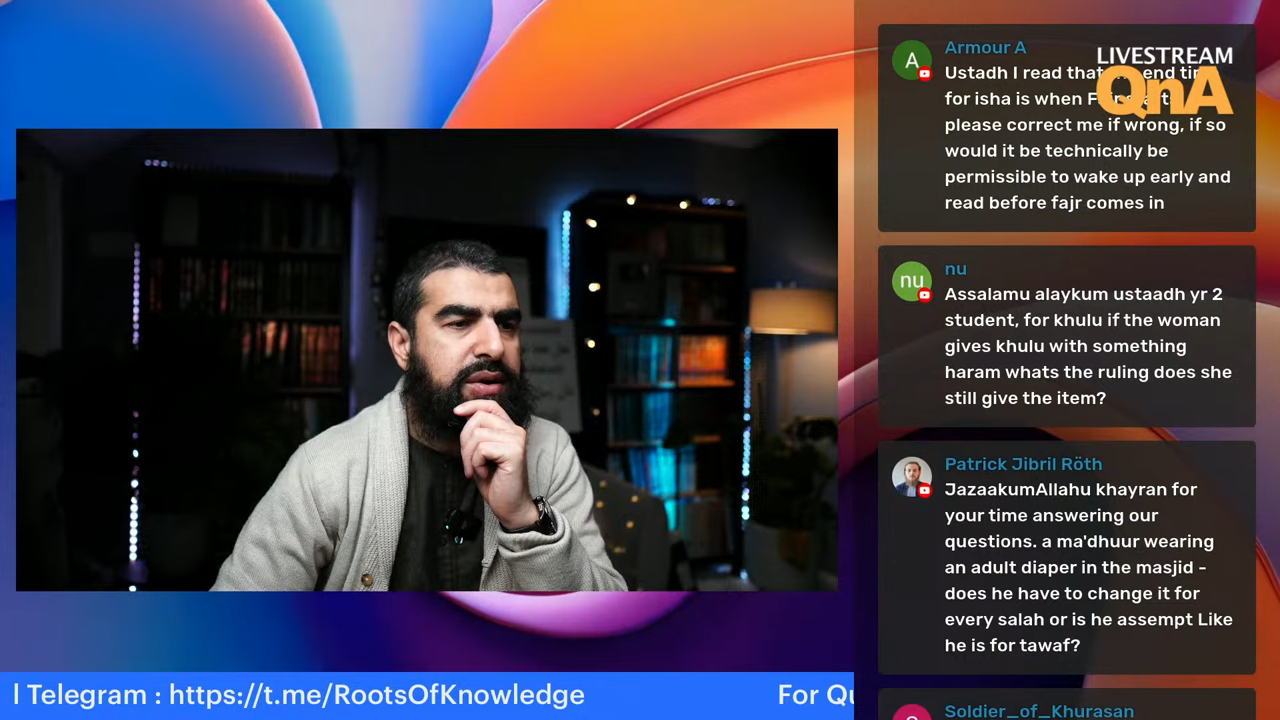 LIVESTREAM
QnA
A
Armour A
Ustadh I read that end
for isha is when
please correct me if wrong, if so
would it be technically be
permissible to wake up early and
read before fajr comes in
nu
nu
Assalamu alaykum ustaadh yr 2
student, for khulu if the woman
gives khulu with something
haram whats the ruling does she
still give the item?
Patrick Jibril Röth
JazaakumAllahu khayran for
your time answering our
questions. a ma'dhuur wearing
an adult diaper in the masjid -
does he have to change it for
every salah or is he assempt Like
he is for tawaf?
Soldier_of_Khurasan
l Telegram : https://t.me/RootsOfKnowledge
For Qu